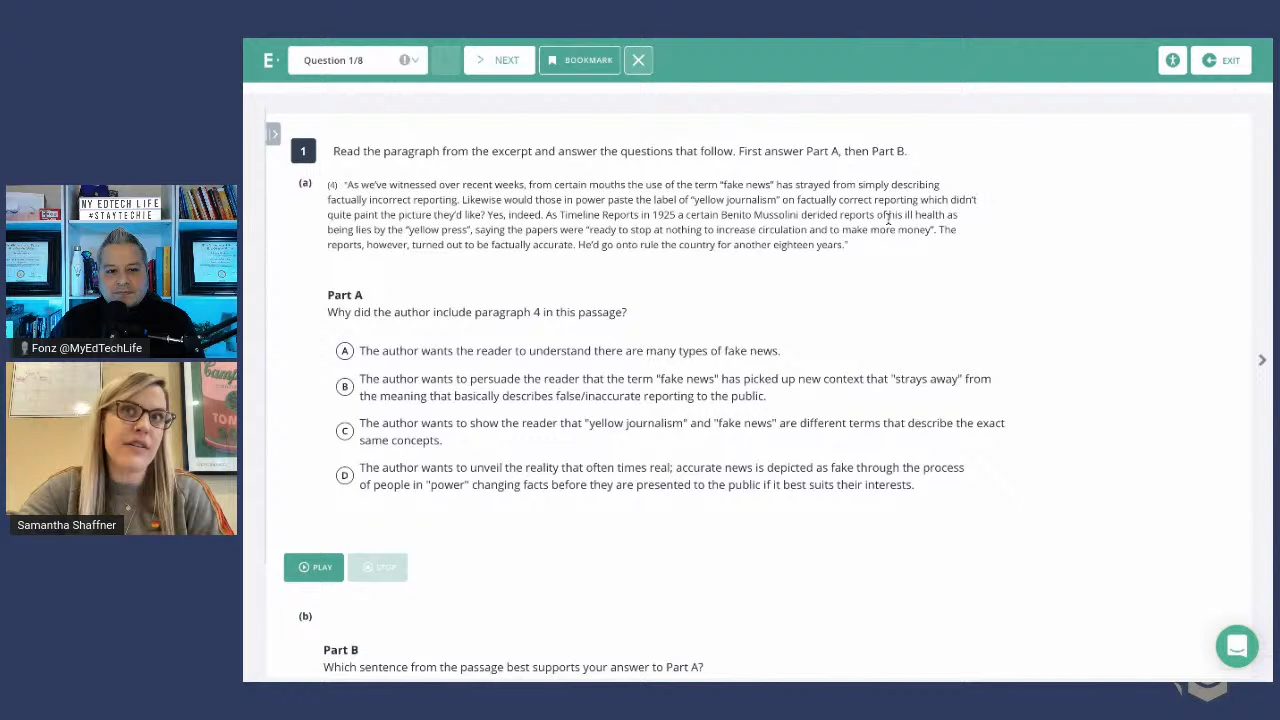 E
Question 1/8
NEXT
BOOKMARK
EXIT
1
Read the paragraph from the excerpt and answer the questions that follow. First answer Part A, then Part B.
(a)
(4) "As we've witnessed over recent weeks, from certain mouths the use of the term "fake news" has strayed from simply describing
factually incorrect reporting. Likewise would those in power paste the label of "yellow journalism" on factually correct reporting which didn't
quite paint the picture they'd like? Yes, indeed. As Timeline Reports in 1925 a certain Benito Mussolini derided reports of his ill health as
being lies by the "yellow press", saying the papers were "ready to stop at nothing to increase circulation and to make more money". The
reports, however, turned out to be factually accurate. He'd go onto rule the country for another eighteen years."
Part A
Why did the author include paragraph 4 in this passage?
A The author wants the reader to understand there are many types of fake news.
B The author wants to persuade the reader that the term "fake news" has picked up new context that "strays away" from
the meaning that basically describes false/inaccurate reporting to the public.
C The author wants to show the reader that "yellow journalism" and "fake news" are different terms that describe the exact
same concepts.
D The author wants to unveil the reality that often times real; accurate news is depicted as fake through the process
of people in "power" changing facts before they are presented to the public if it best suits their interests.
PLAY
STOP
(b)
Part B
Which sentence from the passage best supports your answer to Part A?
MY EDTECH LIFE
#STAYTECHIE
Fonz @MyEdTechLife
Campbell
TOM
Samantha Shaffner